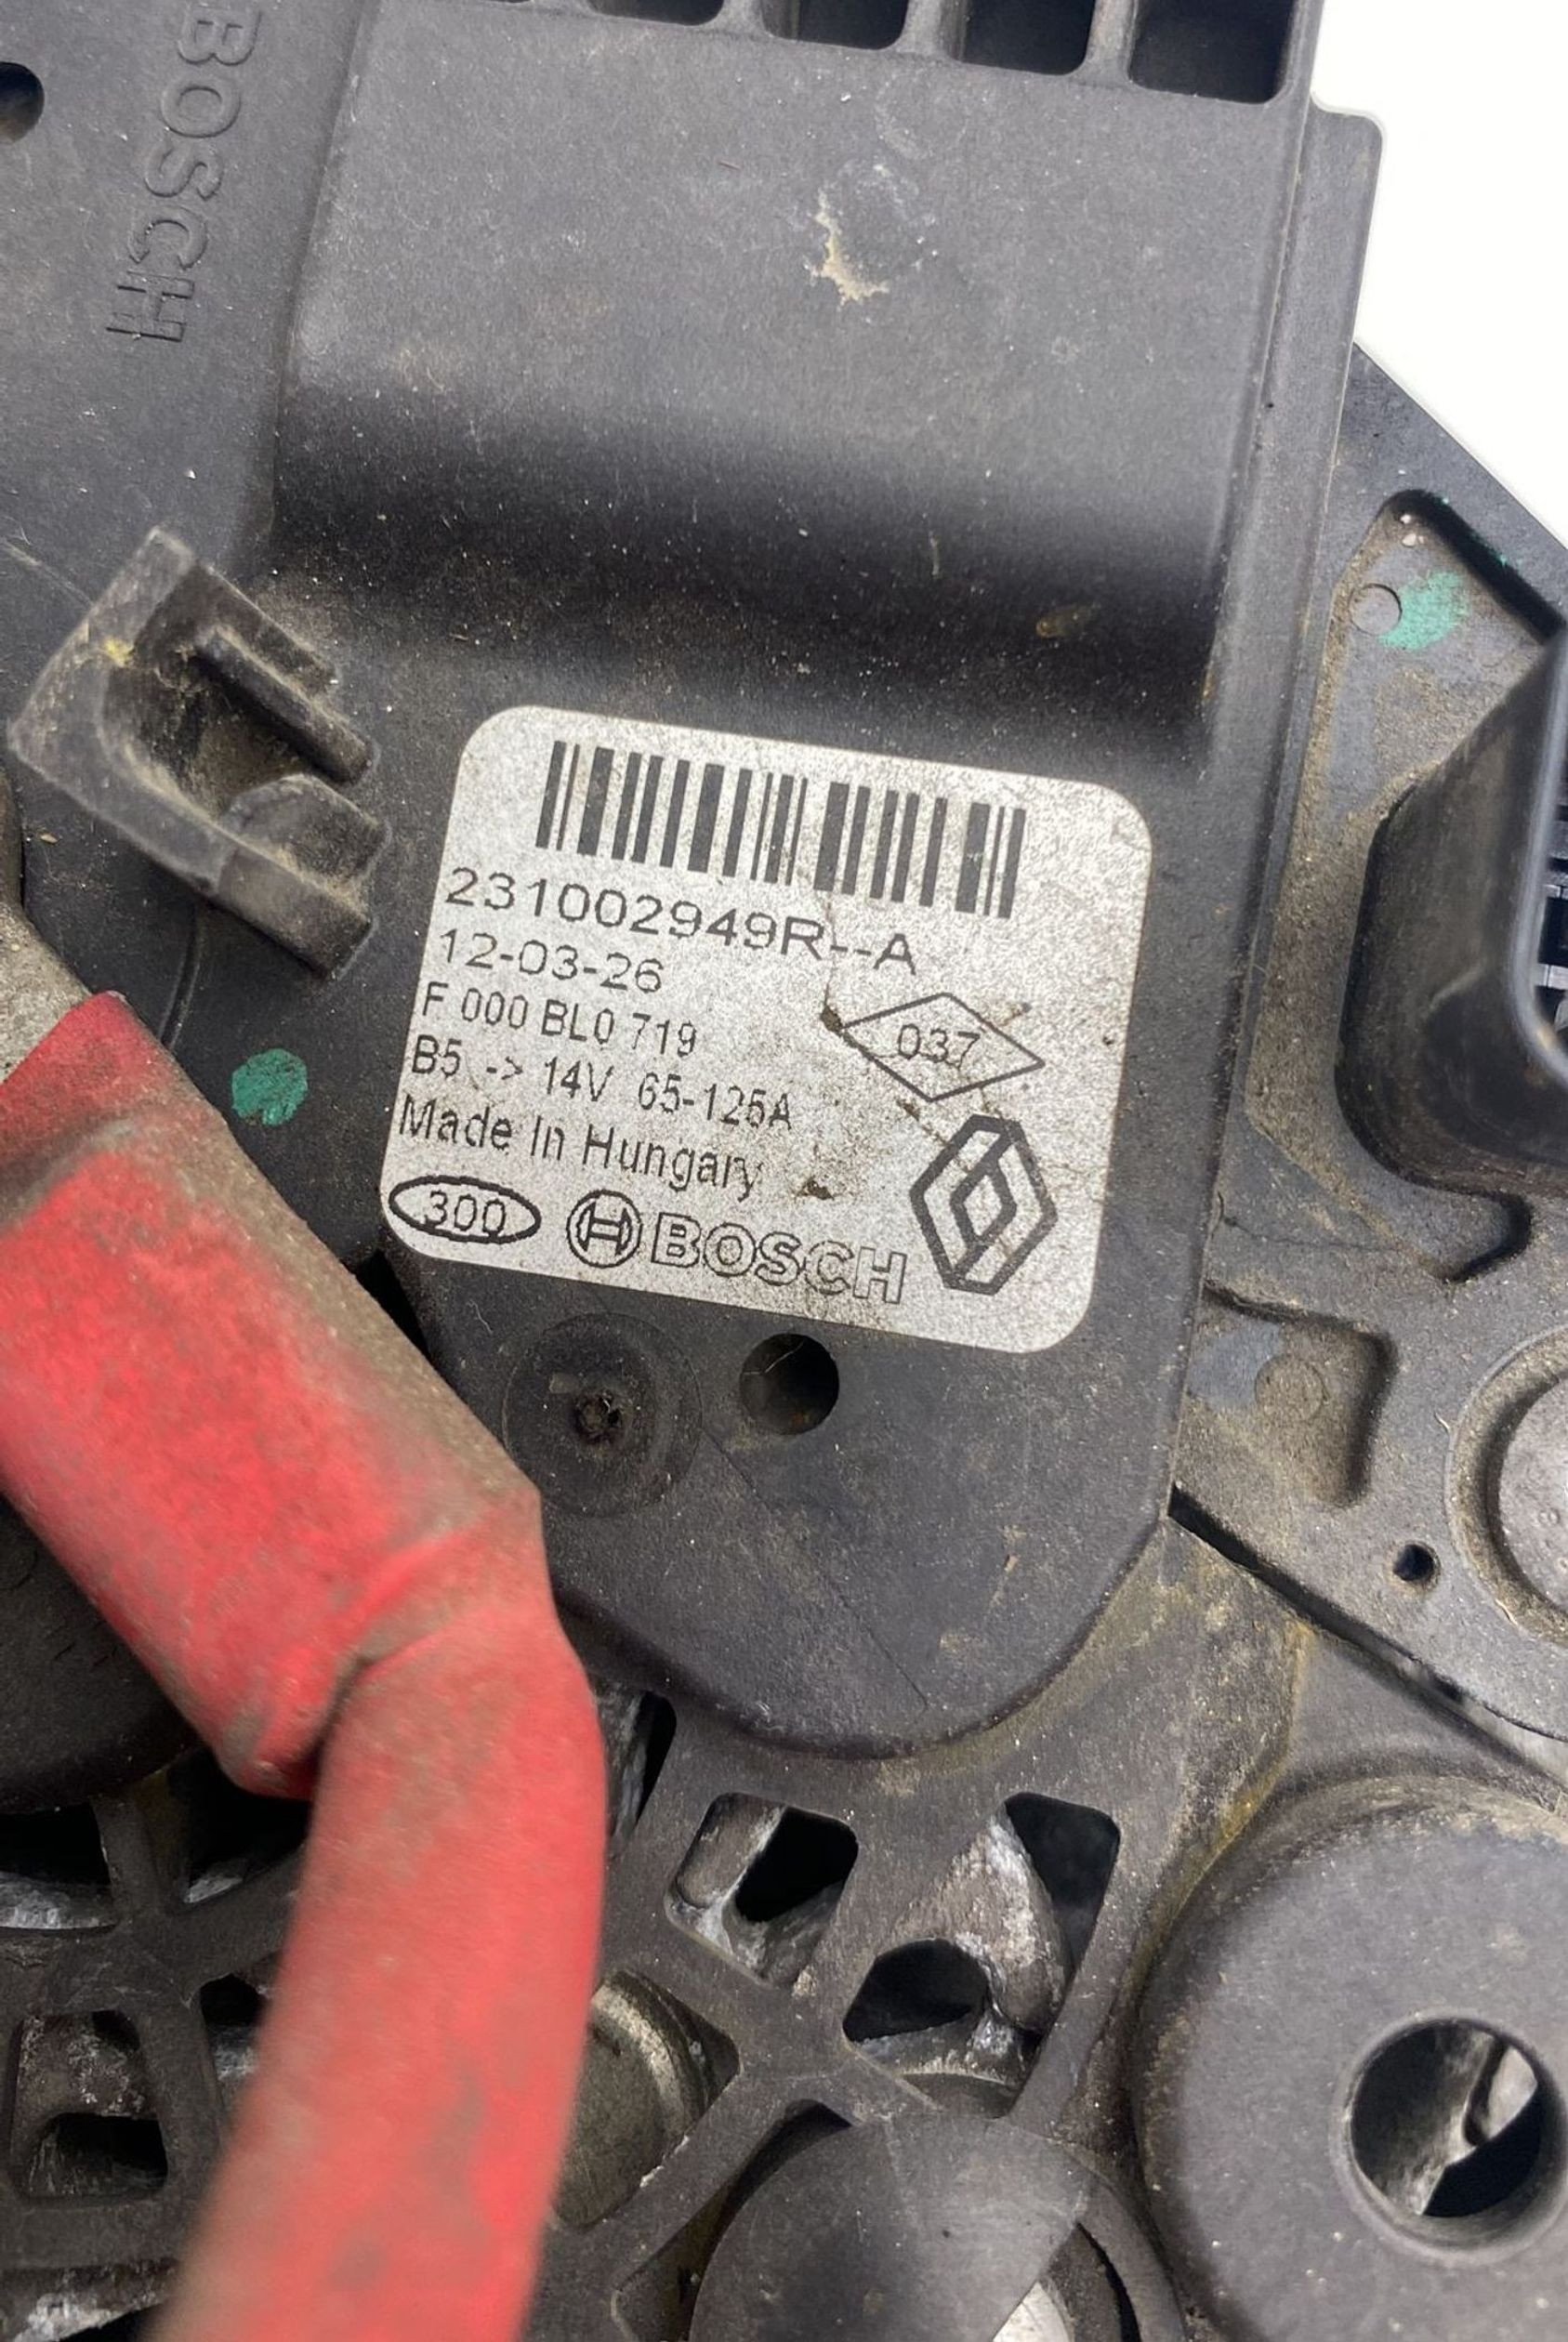 BOSCH
231002949R--A
12-03-26
F 000 BL0 719
037
B5 -> 14V 65-125A
Made In Hungary
300 BOSCH